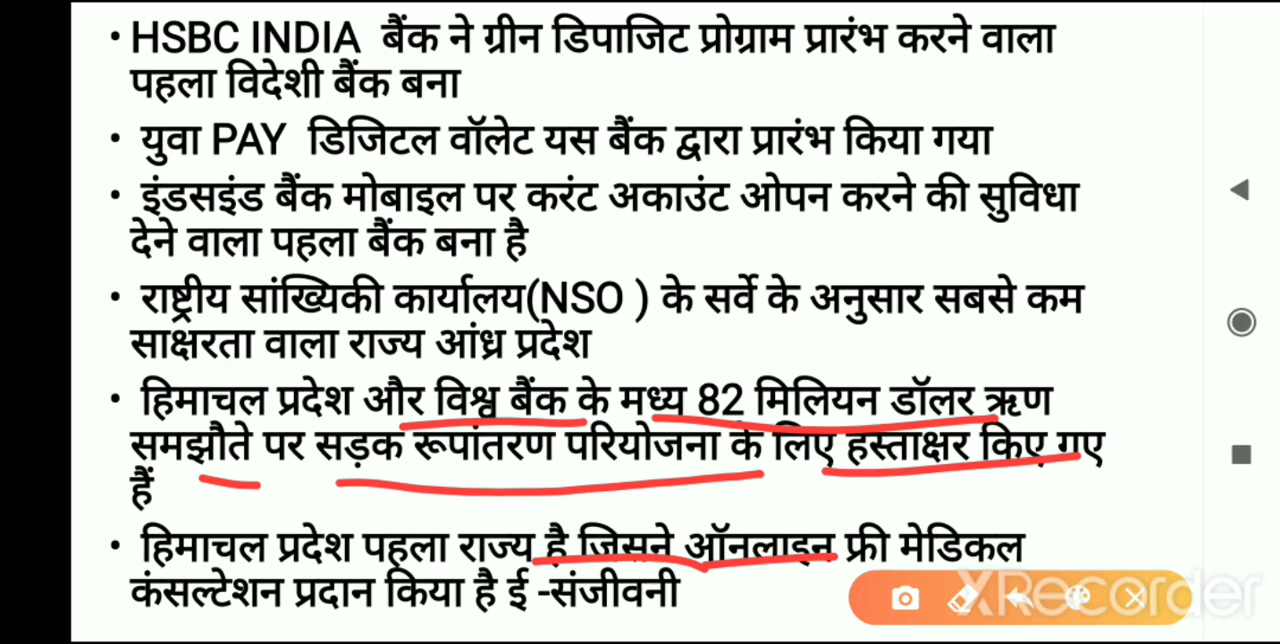 • HSBC INDIA बैंक ने ग्रीन डिपाजिट प्रोग्राम प्रारंभ करने वाला
पहला विदेशी बैंक बना
• युवा PAY डिजिटल वॉलेट यस बैंक द्वारा प्रारंभ किया गया
• इंडसइंड बैंक मोबाइल पर करंट अकाउंट ओपन करने की सुविधा
देने वाला पहला बैंक बना है
• राष्ट्रीय सांख्यिकी कार्यालय(NSO ) के सर्वे के अनुसार सबसे कम
साक्षरता वाला राज्य आंध्र प्रदेश
• हिमाचल प्रदेश और विश्व बैंक के मध्य 82 मिलियन डॉलर ऋण
समझौते पर सड़क रूपांतरण परियोजना के लिए हस्ताक्षर किए गए
हैं
• हिमाचल प्रदेश पहला राज्य है जिसने ऑनलाइन फ्री मेडिकल
कंसल्टेशन प्रदान किया है ई -संजीवनी
XRecorder